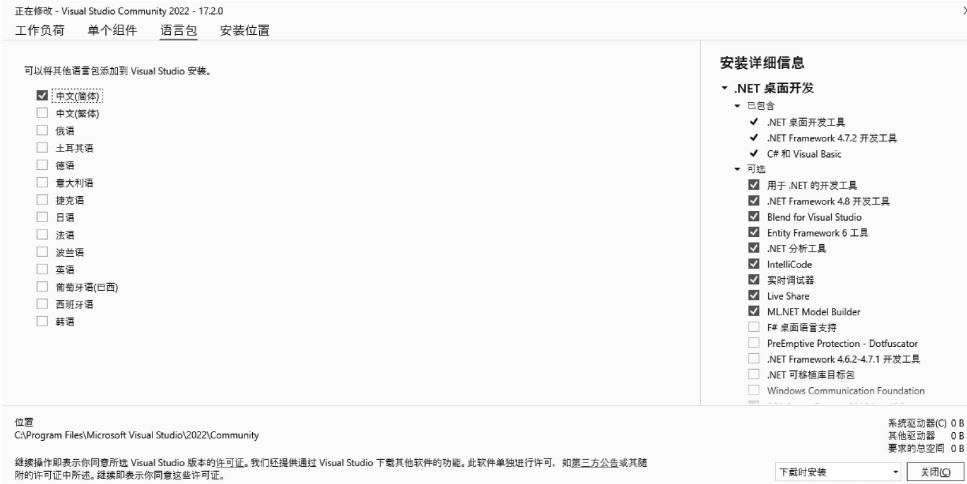 正在修改 - Visual Studio Community 2022 - 17.2.0
工作负荷 单个组件 语言包 安装位置
可以将其他语言包添加到 Visual Studio 安装。
中文(简体)
中文(繁体)
俄语
土耳其语
德语
意大利语
捷克语
日语
法语
波兰语
英语
葡萄牙语(巴西)
西班牙语
韩语
安装详细信息
.NET 桌面开发
已包含
.NET 桌面开发工具
.NET Framework 4.7.2 开发工具
C# 和 Visual Basic
可选
用于 .NET 的开发工具
.NET Framework 4.8 开发工具
Blend for Visual Studio
Entity Framework 6 工具
.NET 分析工具
IntelliCode
实时调试器
Live Share
ML.NET Model Builder
F# 桌面语言支持
PreEmptive Protection - Dotfuscator
.NET Framework 4.6.2-4.7.1 开发工具
.NET 可移植库目标包
Windows Communication Foundation
位置
C:\Program Files\Microsoft Visual Studio\2022\Community
继续操作即表示你同意所选 Visual Studio 版本的许可证。我们还提供通过 Visual Studio 下载其他软件的功能。此软件单独进行许可，如第三方公告或其随
附的许可证中所述。继续即表示你同意这些许可证。
系统驱动器(C) 0 B
其他驱动器 0 B
要求的总空间 0 B
下载时安装
关闭(C)